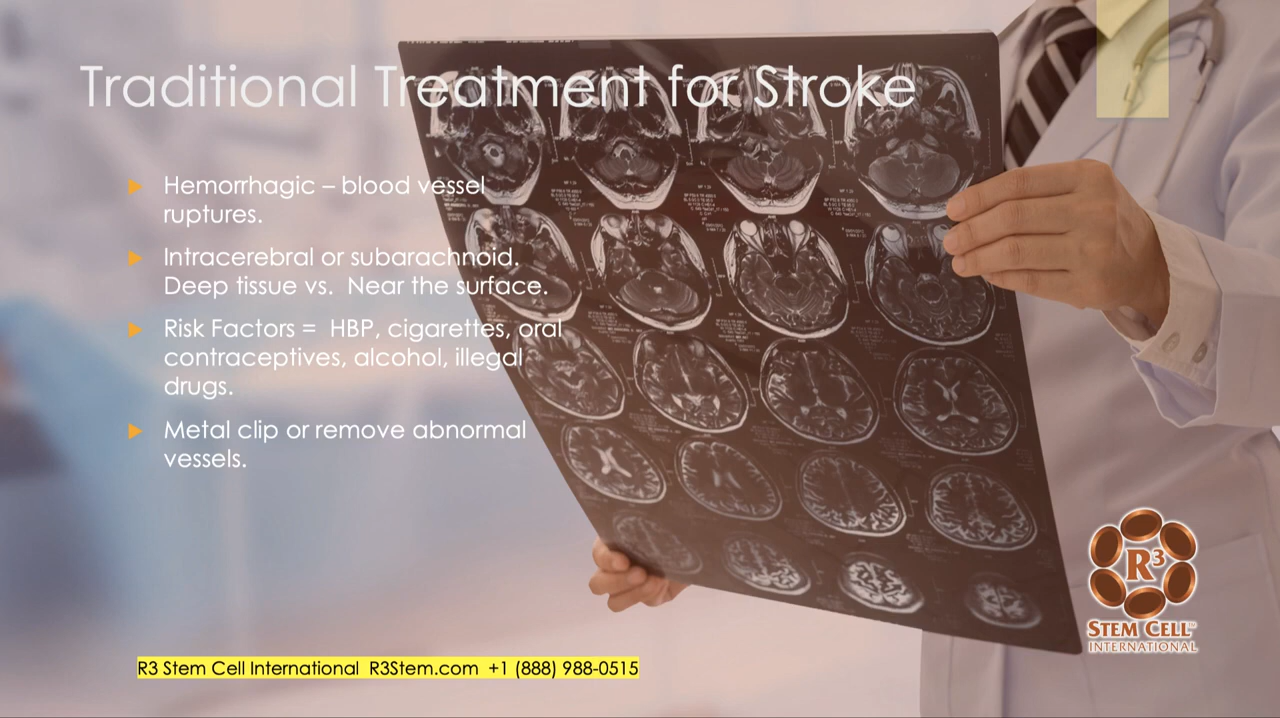 Traditional Treatment for Stroke
Hemorrhagic – blood vessel
ruptures.
Intracerebral or subarachnoid.
Deep tissue vs.  Near the surface.
Risk Factors =  HBP, cigarettes, oral
contraceptives, alcohol, illegal
drugs.
Metal clip or remove abnormal
vessels.
R3 Stem Cell International  R3Stem.com  +1 (888) 988-0515
R3
STEM CELL™
INTERNATIONAL